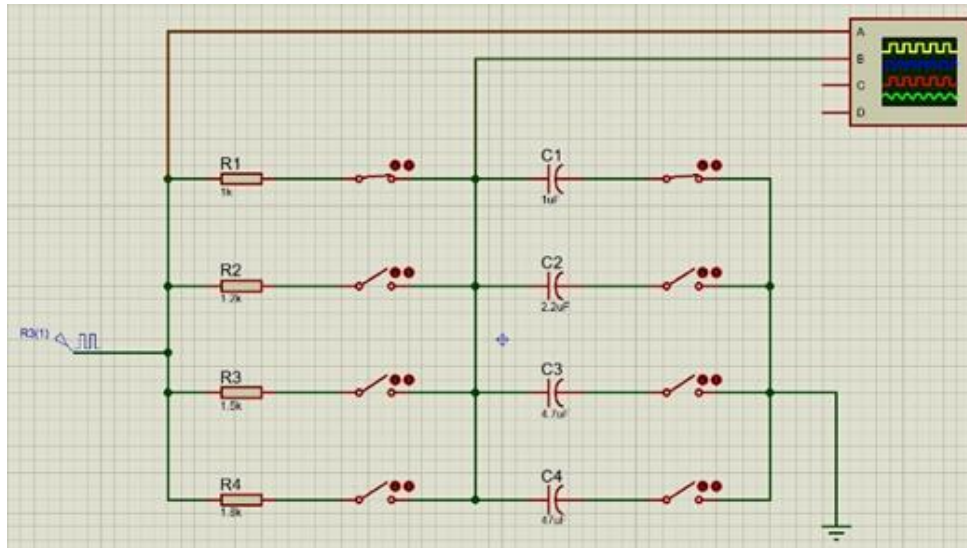 A
B
C
D
R1
1k
C1
1uF
R2
1.2k
C2
2.2uF
R3(1)
R3
1.5k
C3
4.7uF
R4
1.8k
C4
47uF